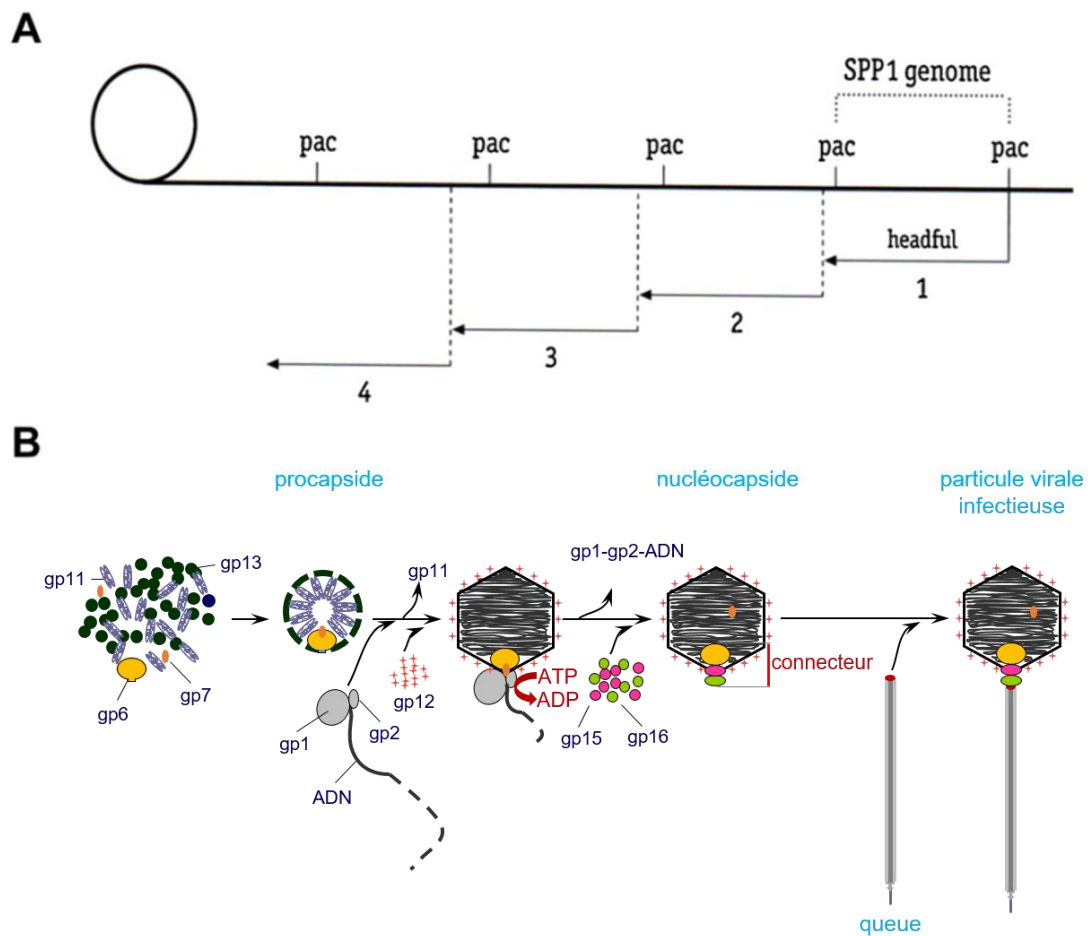 A
SPP1 genome
pac
pac
pac
pac
pac
headful
1
2
3
4
B
procapside
nucléocapside
particule virale
infectieuse
gp1-gp2-ADN
gp11
gp13
gp11
gp6
gp7
gp12
gp1
gp2
ADN
ATP
ADP
gp15
gp16
connecteur
queue